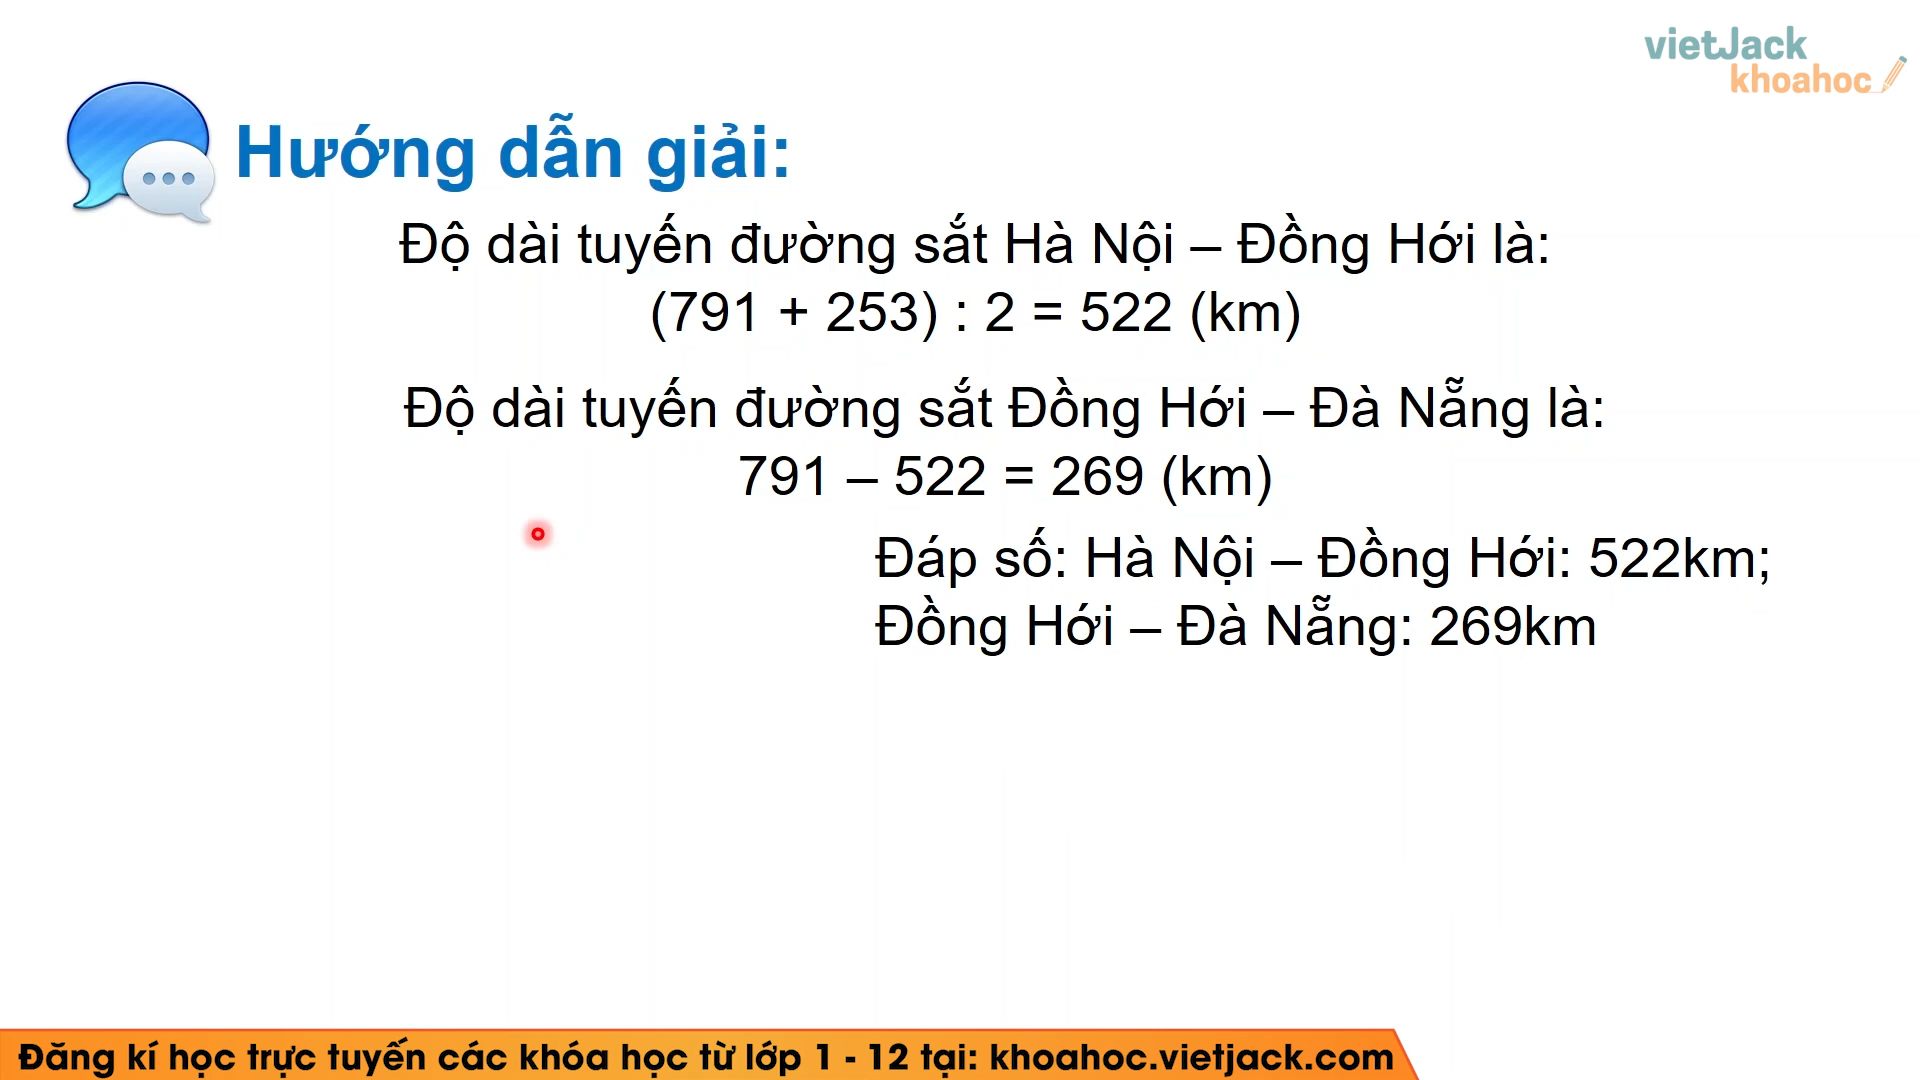 vietJack
khoahoc
Hướng dẫn giải:
Độ dài tuyến đường sắt Hà Nội – Đồng Hới là:
(791 + 253) : 2 = 522 (km)
Độ dài tuyến đường sắt Đồng Hới – Đà Nẵng là:
791 – 522 = 269 (km)
Đáp số: Hà Nội – Đồng Hới: 522km;
Đồng Hới – Đà Nẵng: 269km
Đăng kí học trực tuyến các khóa học từ lớp 1 - 12 tại: khoahoc.vietjack.com